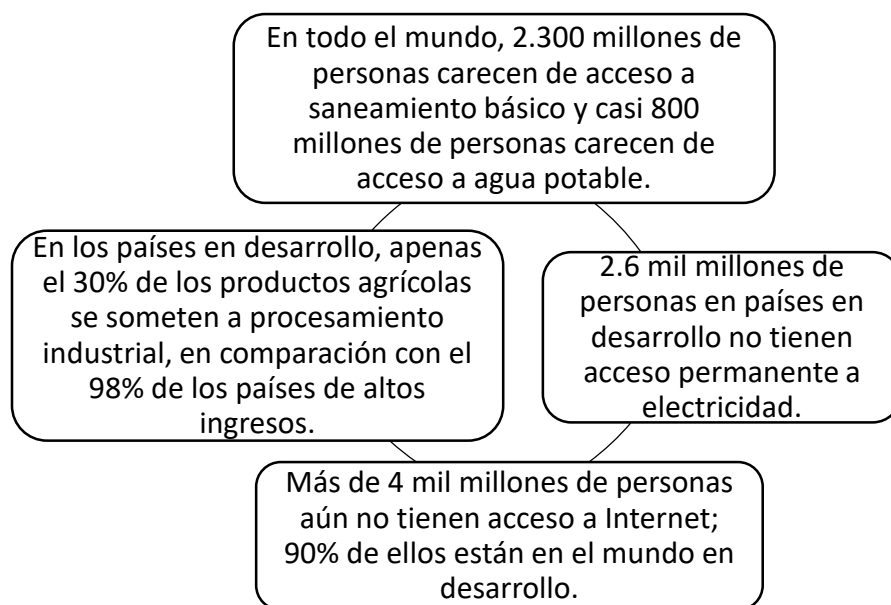 En todo el mundo, 2.300 millones de
personas carecen de acceso a
saneamiento básico y casi 800
millones de personas carecen de
acceso a agua potable.
2.6 mil millones de
personas en países en
desarrollo no tienen
acceso permanente a
electricidad.
Más de 4 mil millones de personas
aún no tienen acceso a Internet;
90% de ellos están en el mundo en
desarrollo.
En los países en desarrollo, apenas
el 30% de los productos agrícolas
se someten a procesamiento
industrial, en comparación con el
98% de los países de altos
ingresos.